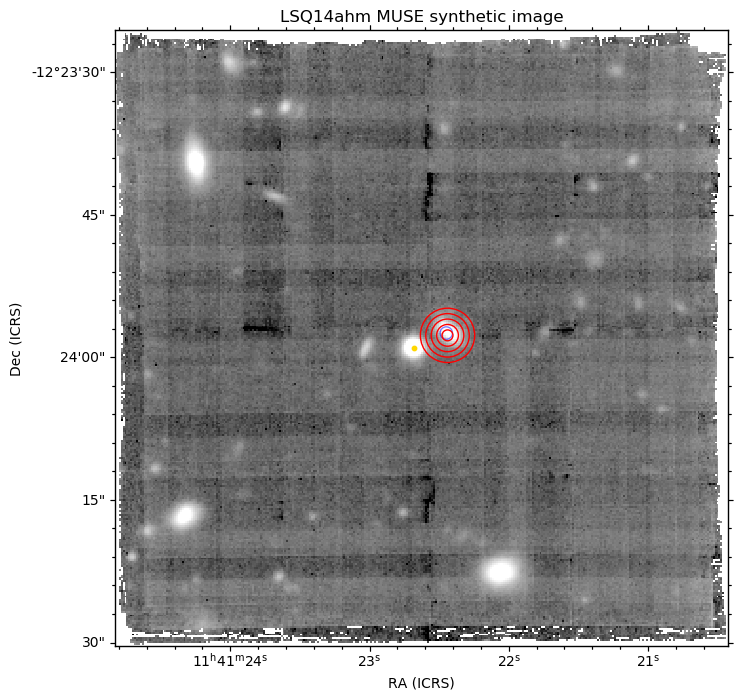 LSQ14ahm MUSE synthetic image
-12°23'30"
45"
24'00"
15"
30"
Dec (ICRS)
11ʰ41ᵐ24ˢ
23ˢ
22ˢ
21ˢ
RA (ICRS)